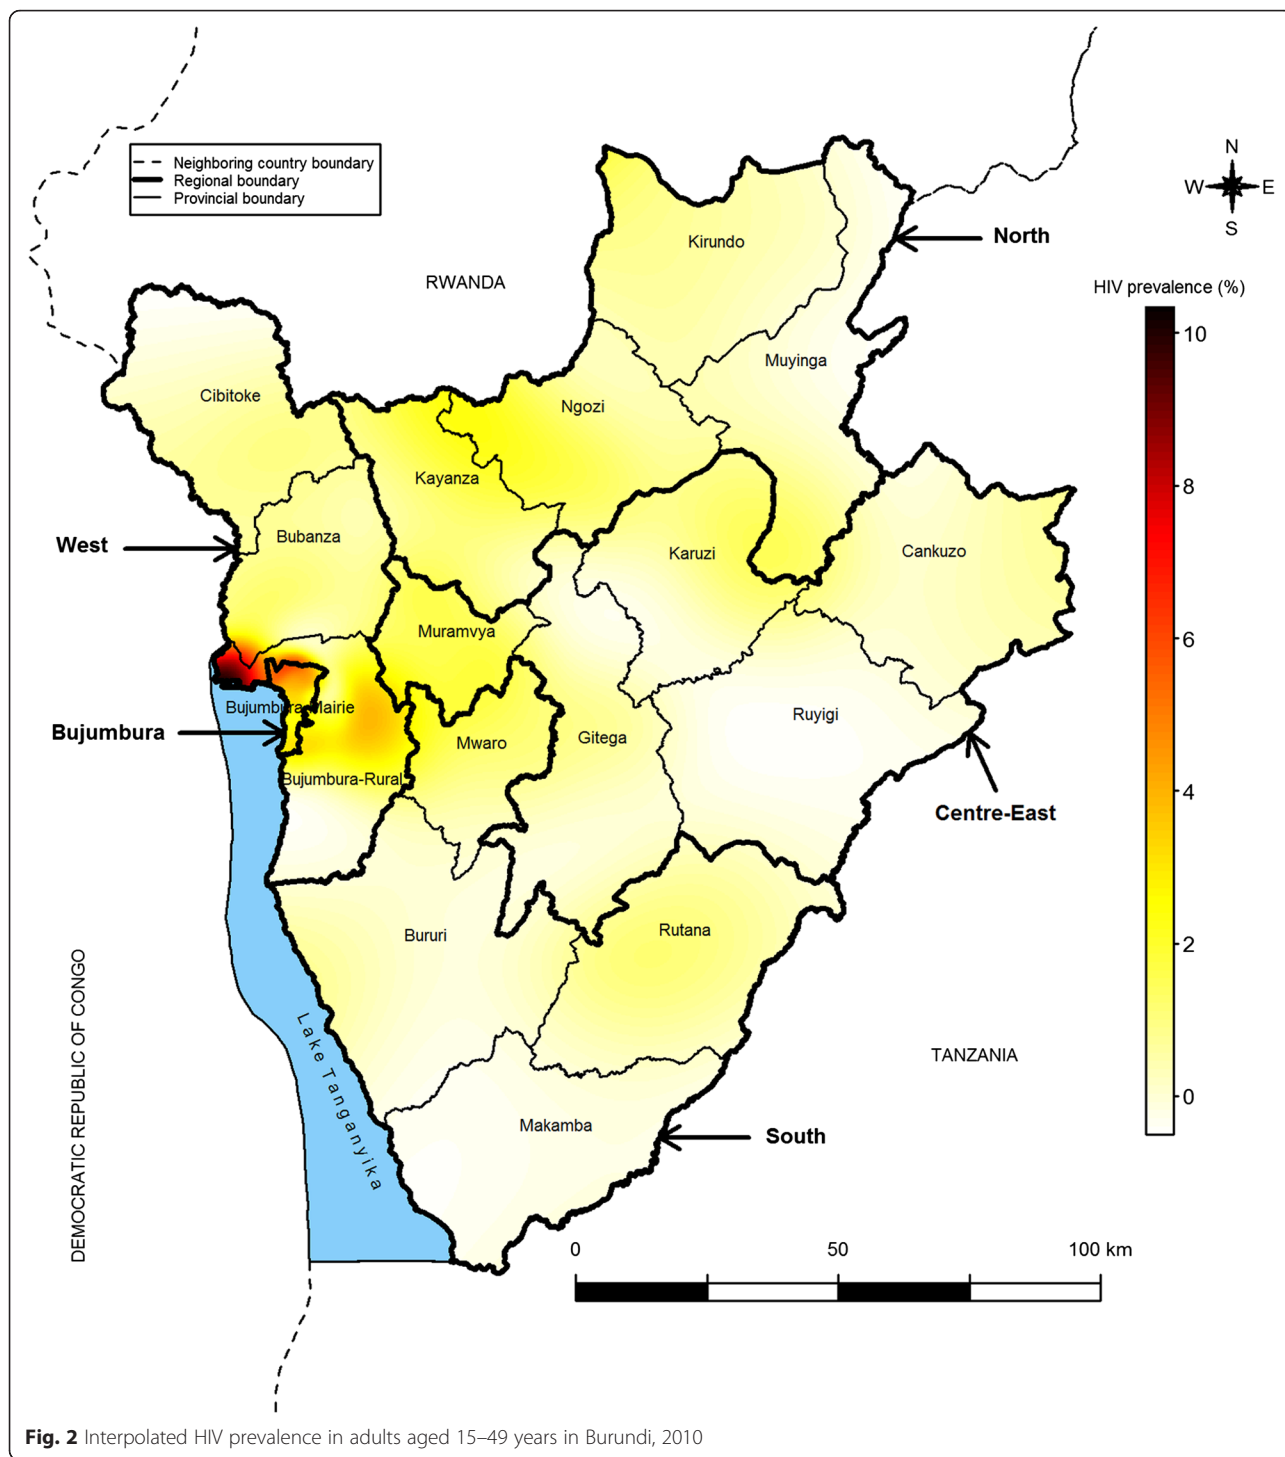 Neighboring country boundary
Regional boundary
Provincial boundary
N
W E
S
North
RWANDA
Kirundo
HIV prevalence (%)
10
Muyinga
Cibitoke
Ngozi
Kayanza
8
West
Bubanza
Karuzi
Cankuzo
Muramvya
6
Bujumbura-Mairie
Ruyigi
Bujumbura
Mwaro
Gitega
Bujumbura-Rural
4
Centre-East
Bururi
Rutana
2
DEMOCRATIC REPUBLIC OF CONGO
Lake Tanganyika
TANZANIA
0
Makamba
South
0 50 100 km
Fig. 2 Interpolated HIV prevalence in adults aged 15–49 years in Burundi, 2010